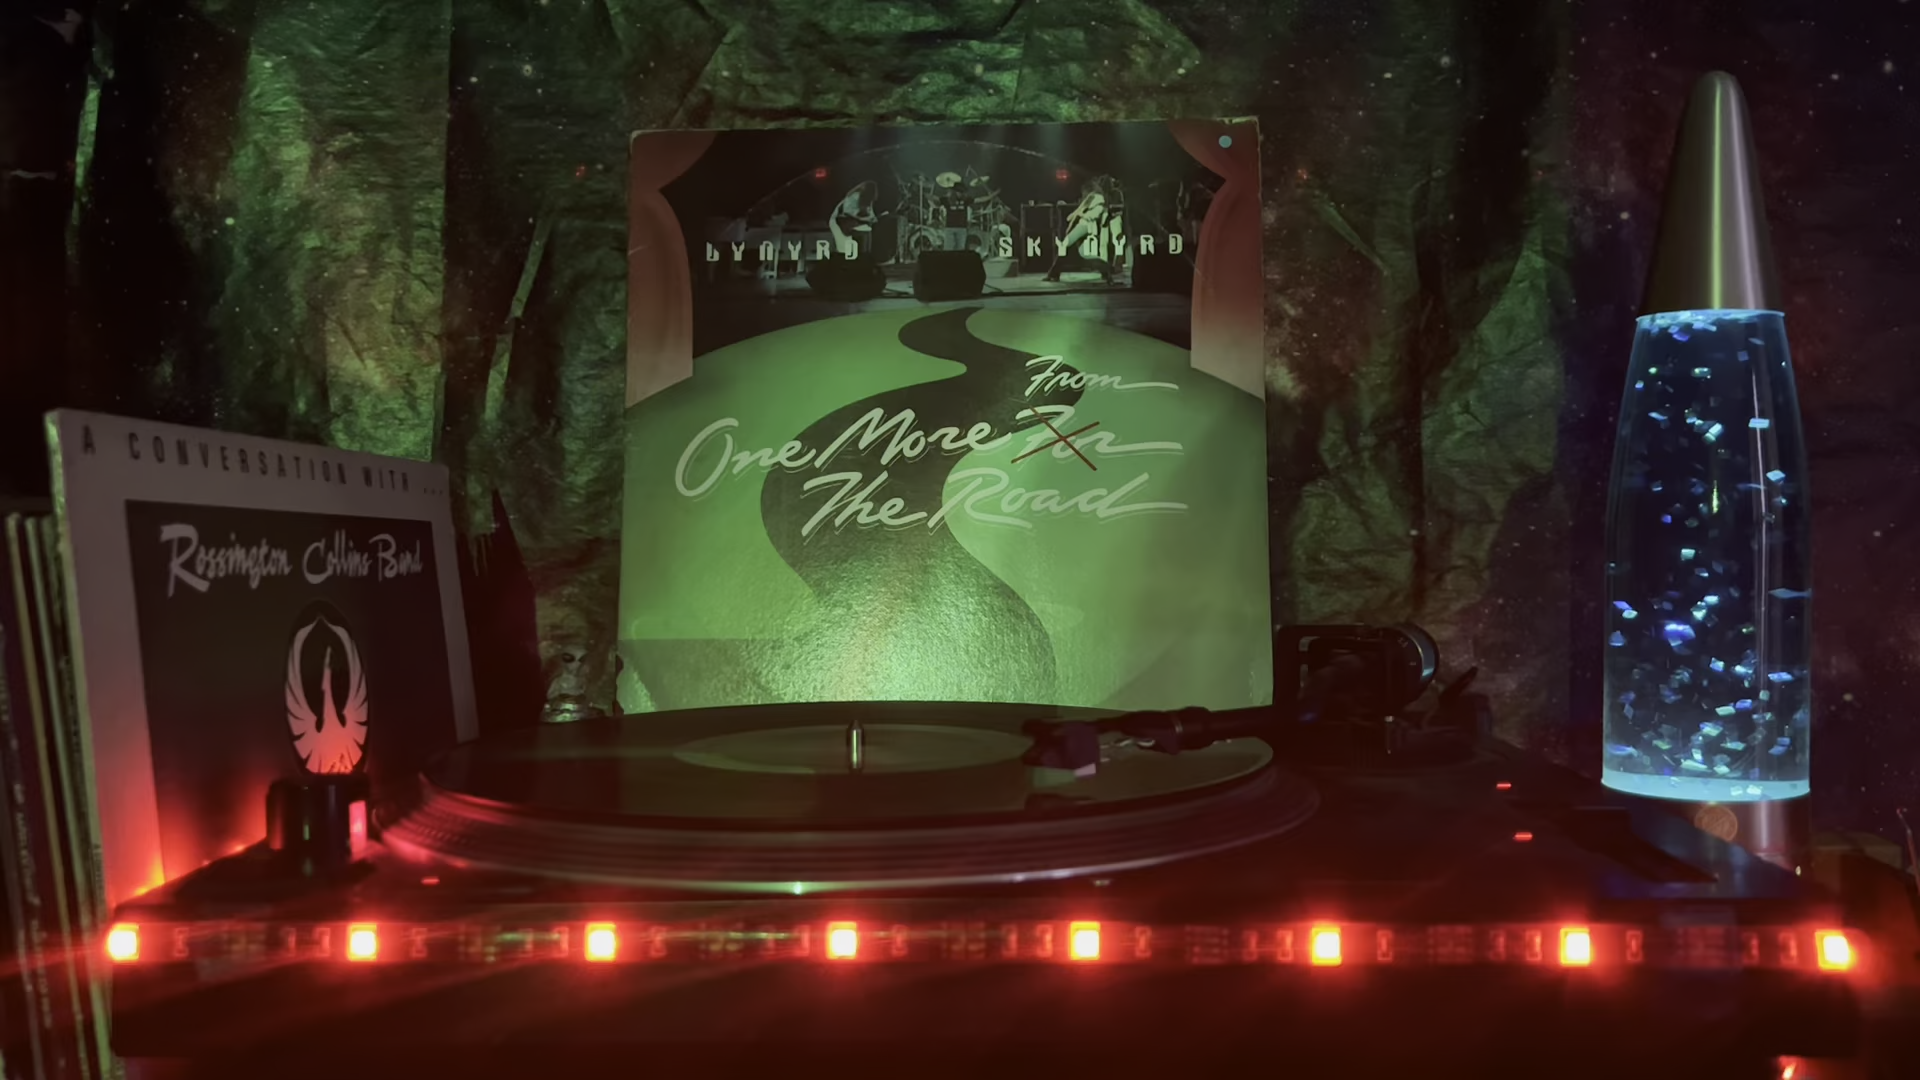 LYNYRD SKYNYRD
From
One More For
The Road
A CONVERSATION WITH ...
Rossington Collins Band